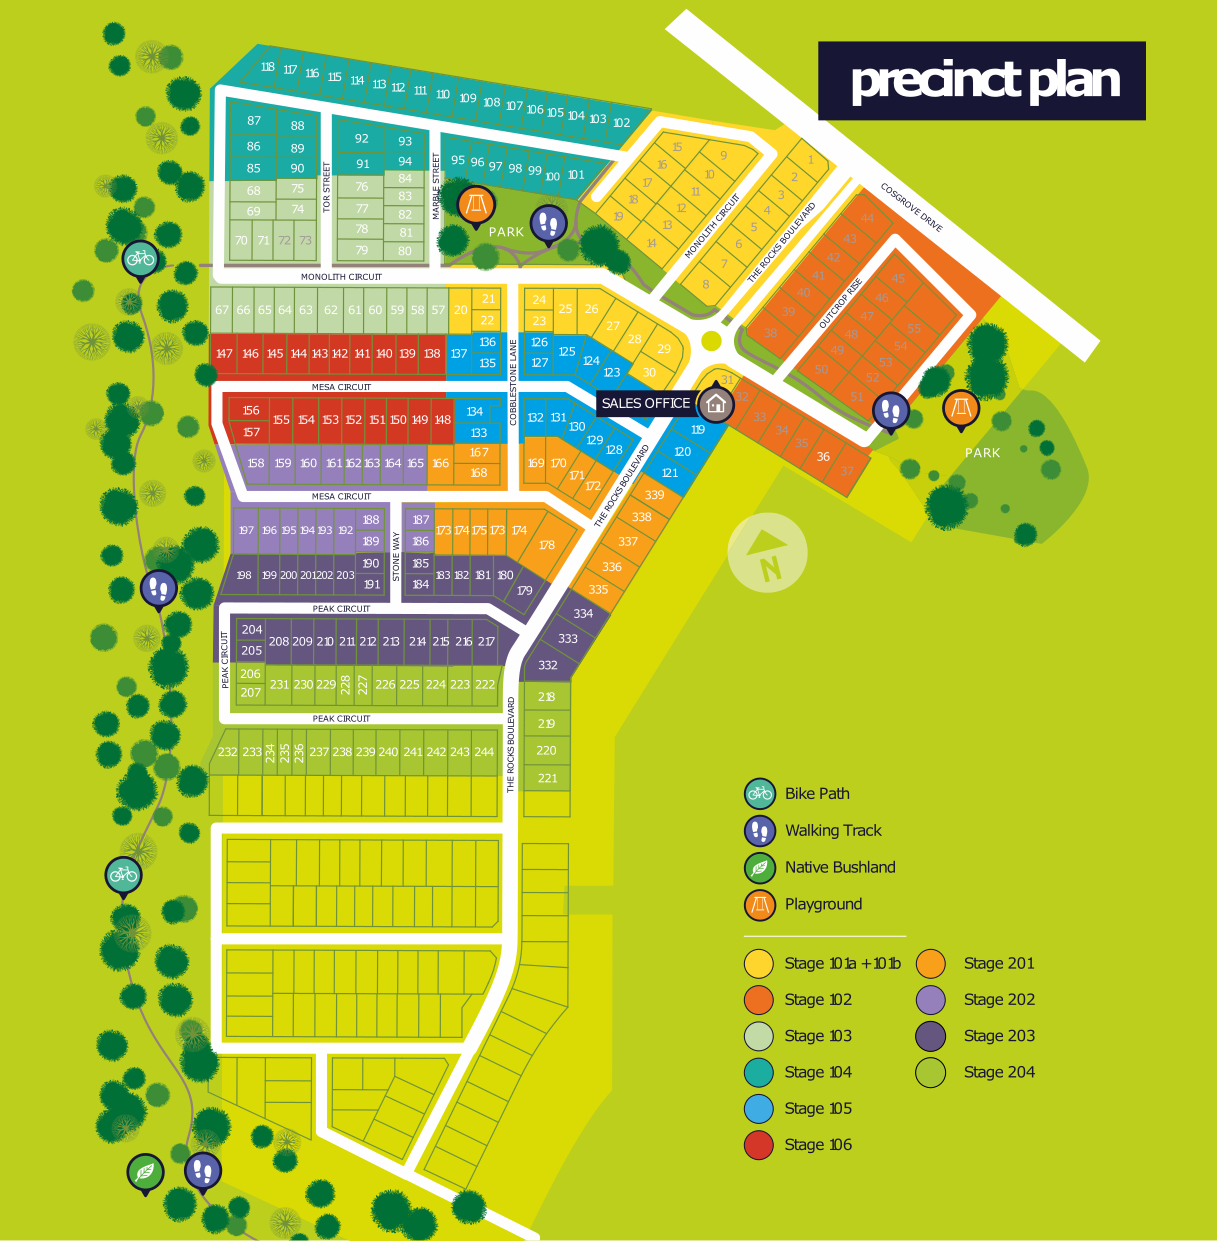 precinct plan
118 117 116 115 114 113 112 111 110 109 108 107 106 105 104 103 102
87 88 92 93
86 89 91 94
85 90
95 96 97 98 99 100 101
68 75 76 84
69 74 77 83
82
70 71 72 73 78 81
79 80
TOR STREET
MARBLE STREET
PARK
15 9 1
16 10 2
17 11 3
18 12 4
19 13 5
14 6
7
8
MONOLITH CIRCUIT
THE ROCKS BOULEVARD
COSGROVE DRIVE
44
43
42
41
40
39
38
OUTCROP RISE
45
46
47
48
49
50
55
54
53
52
51
MONOLITH CIRCUIT
67 66 65 64 63 62 61 60 59 58 57 20 21
22
24 25 26
23
27
28
29
30
147 146 145 144 143 142 141 140 139 138 137 136
135
126 125 124 123
127
MESA CIRCUIT
COBBLESTONE LANE
SALES OFFICE
31
32
33
34
35
36
37
PARK
156 155 154 153 152 151 150 149 148 134
157 133
132 131 130 129 128
119
120
121
158 159 160 161 162 163 164 165 166 167
168
169 170 171 172
THE ROCKS BOULEVARD
339
338
337
336
335
334
333
332
MESA CIRCUIT
197 196 195 194 193 192 188
189
187
186
173 174 175 173 174 178
STONE WAY
198 199 200 201 202 203 190
191
185
184
183 182 181 180 179
N
PEAK CIRCUIT
PEAK CIRCUIT
204
205
208 209 210 211 212 213 214 215 216 217
206
207
231 230 229 228 227 226 225 224 223 222
PEAK CIRCUIT
THE ROCKS BOULEVARD
218
219
220
221
232 233 234 235 236 237 238 239 240 241 242 243 244
Bike Path
Walking Track
Native Bushland
Playground
Stage 101a + 101b
Stage 102
Stage 103
Stage 104
Stage 105
Stage 106
Stage 201
Stage 202
Stage 203
Stage 204